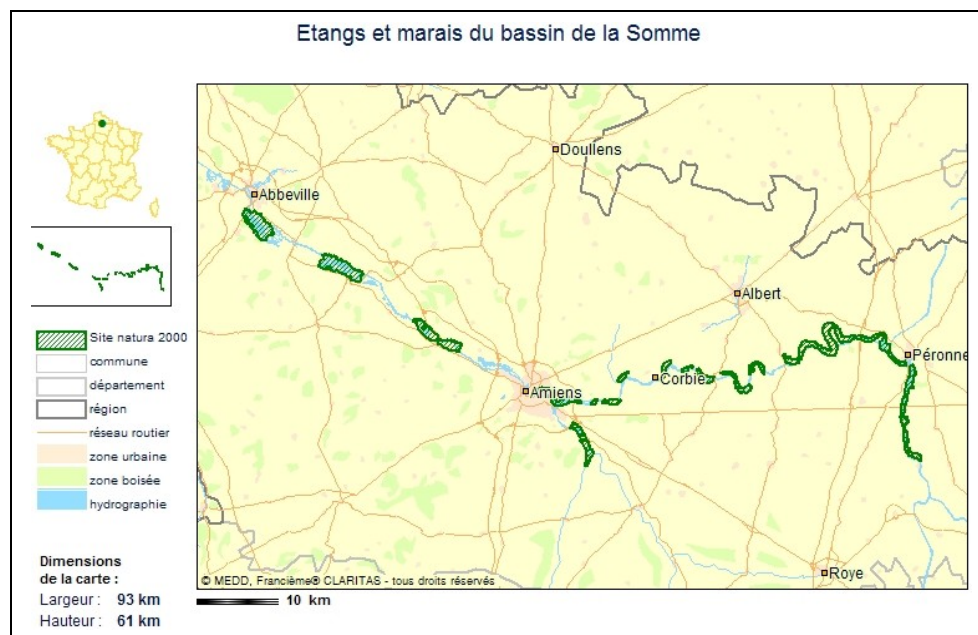 Etangs et marais du bassin de la Somme
Doullens
Abbeville
Albert
Péronne
Corbie
Amiens
Roye
Site natura 2000
commune
département
région
réseau routier
zone urbaine
zone boisée
hydrographie
© MEDD, Francième® CLARITAS - tous droits réservés
Dimensions
de la carte :
Largeur : 93 km
Hauteur : 61 km
10 km